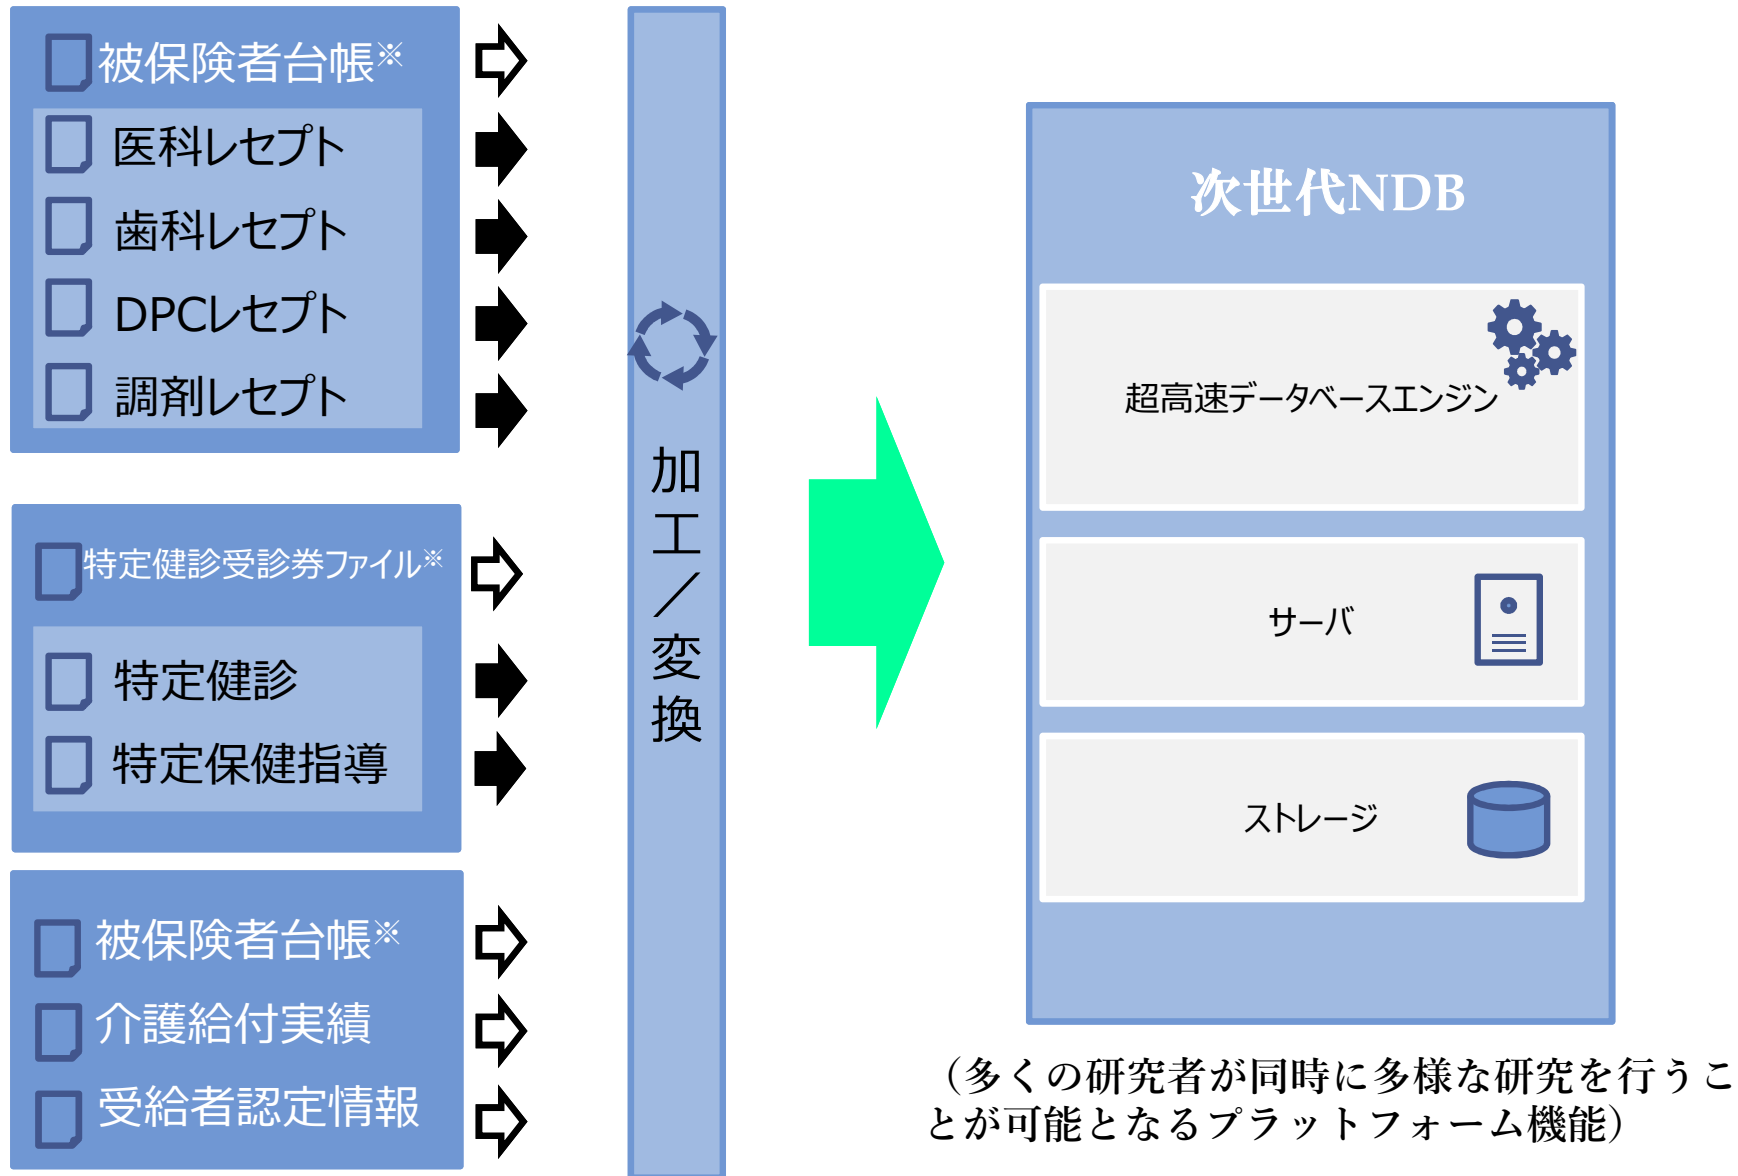 被保険者台帳※
医科レセプト
歯科レセプト
DPCレセプト
調剤レセプト
特定健診受診券ファイル※
特定健診
特定保健指導
被保険者台帳※
介護給付実績
受給者認定情報
加工／変換
次世代NDB
超高速データベースエンジン
サーバ
ストレージ
（多くの研究者が同時に多様な研究を行うこ
とが可能となるプラットフォーム機能）